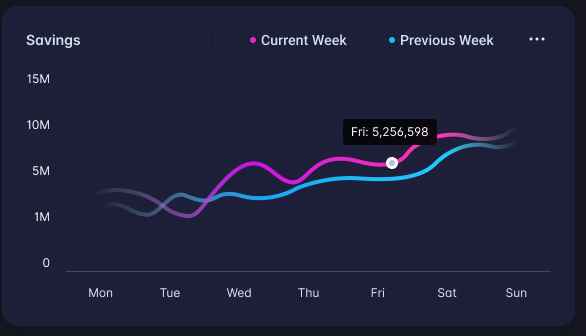 Savings
Current Week
Previous Week
15M
10M
Fri: 5,256,598
5M
1M
0
Mon Tue Wed Thu Fri Sat Sun